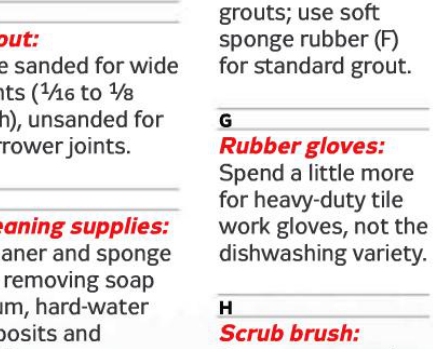 out:
e sanded for wide
nts (1/16 to 1/8
h), unsanded for
rrower joints.
eaning supplies:
aner and sponge
removing soap
um, hard-water
posits and
grouts; use soft
sponge rubber (F)
for standard grout.
G
Rubber gloves:
Spend a little more
for heavy-duty tile
work gloves, not the
dishwashing variety.
H
Scrub brush: